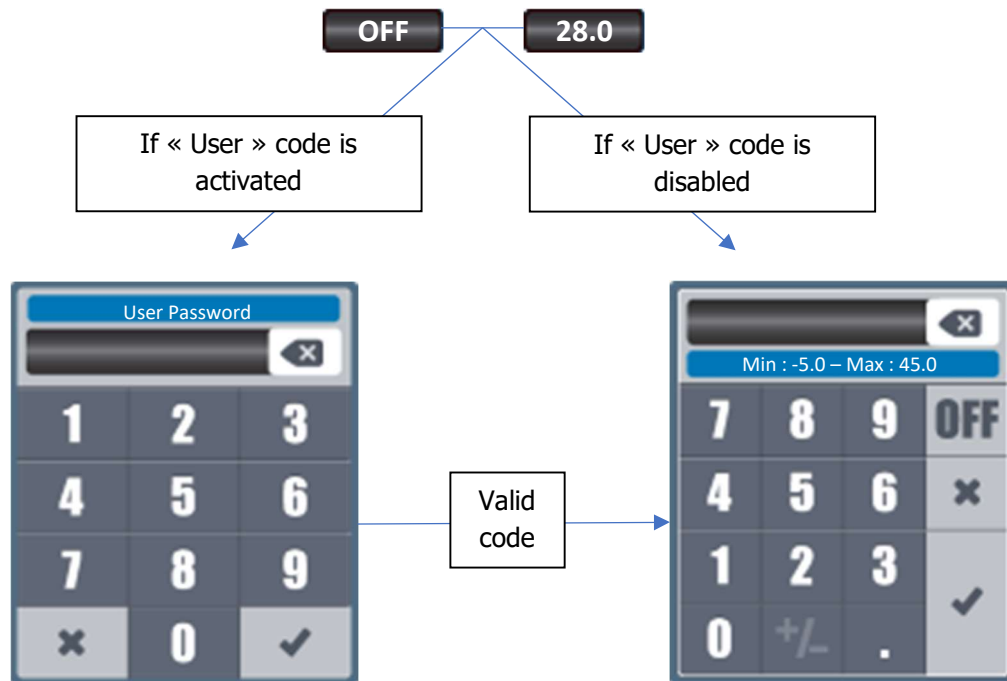 OFF 28.0
If « User » code is
activated
If « User » code is
disabled
User Password
1 2 3
4 5 6
7 8 9
0
Valid
code
Min : -5.0 – Max : 45.0
7 8 9 OFF
4 5 6
1 2 3
0 +/- .